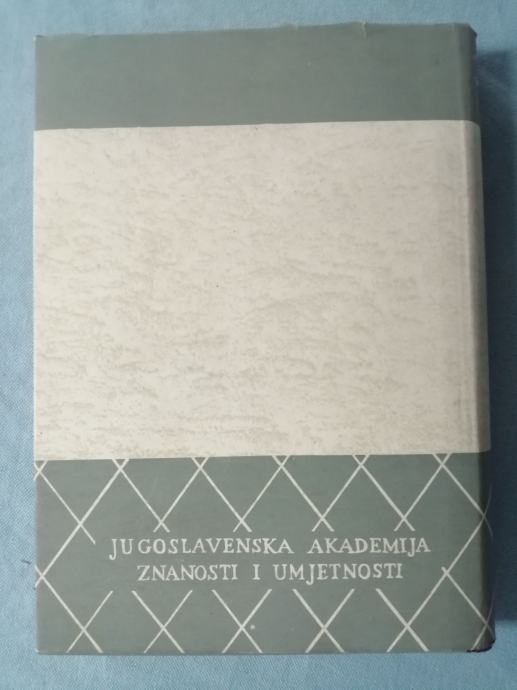 JUGOSLAVENSKA AKADEMIJA
ZNANOSTI I UMJETNOSTI